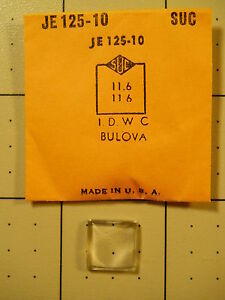 JE 125-10 SUC
JE 125-10
SUC
11.6
11 6
I. D. W. C
BULOVA
MADE IN U. S. A.